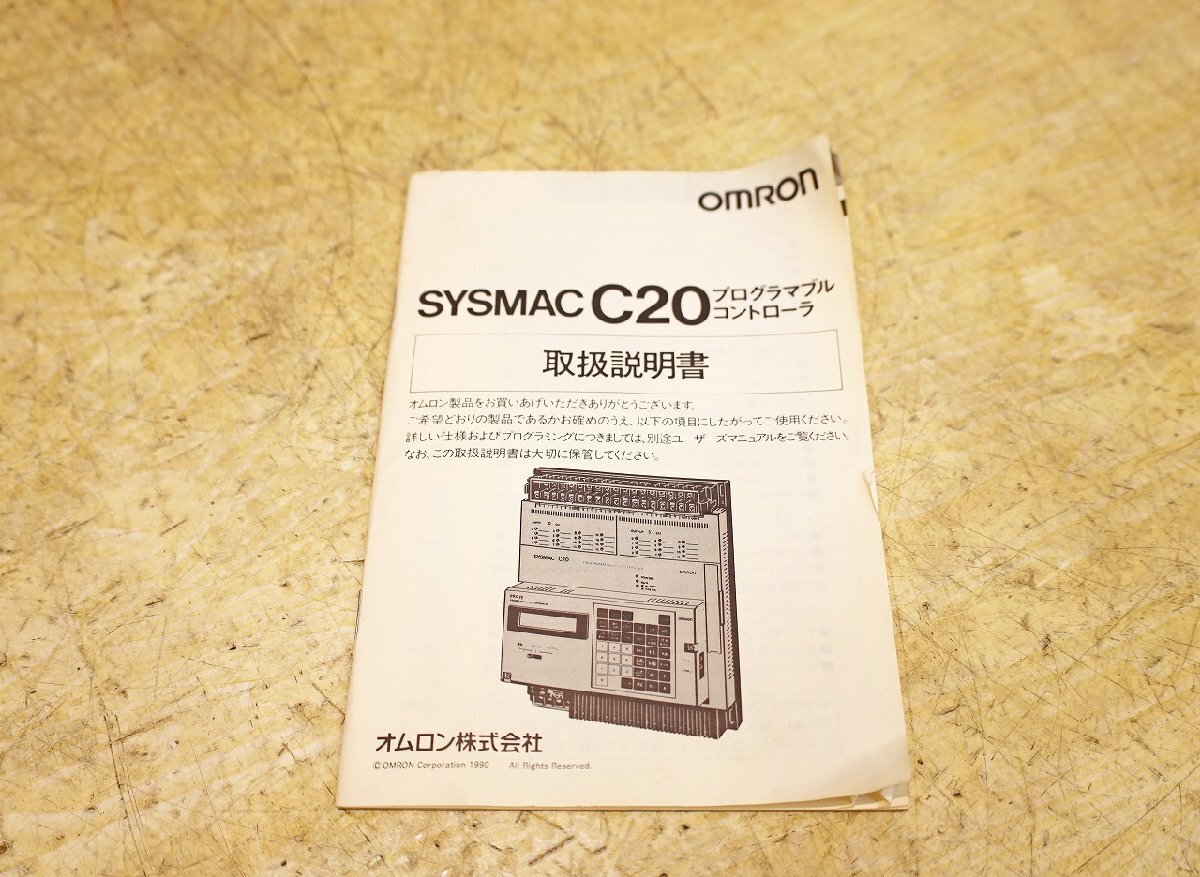 omron
SYSMAC C20 プログラマブル
コントローラ
取扱説明書
オムロン製品をお買いあげいただきありがとうございます。
ご希望どおりの製品であるかお確めのうえ、以下の項目にしたがってご使用ください。
詳しい仕様およびプログラミングにつきましては、別途ユーザーズマニュアルをご覧ください。
なお、この取扱説明書は大切に保管してください。
SYSMAC C20
オムロン株式会社
©OMRON Corporation 1990 All Rights Reserved.